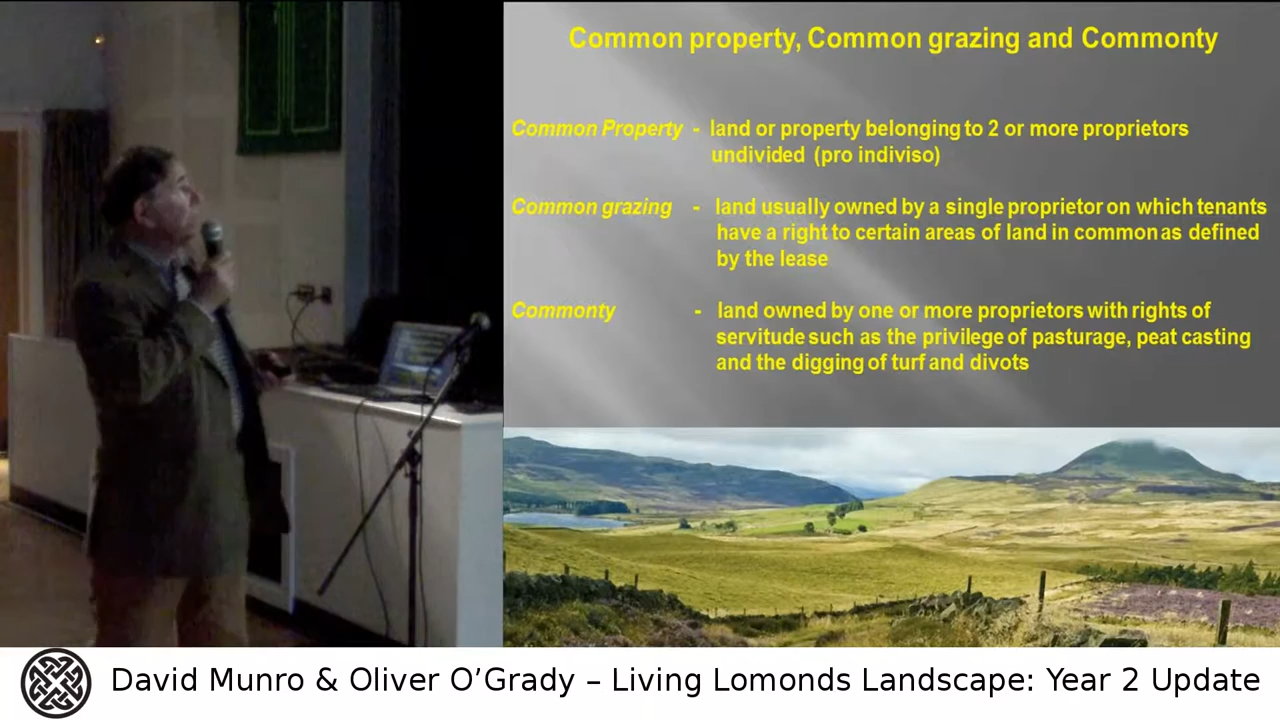 Common property, Common grazing and Commonty
Common Property - land or property belonging to 2 or more proprietors
undivided (pro indiviso)
Common grazing - land usually owned by a single proprietor on which tenants
have a right to certain areas of land in common as defined
by the lease
Commonty - land owned by one or more proprietors with rights of
servitude such as the privilege of pasturage, peat casting
and the digging of turf and divots
David Munro & Oliver O’Grady – Living Lomonds Landscape: Year 2 Update